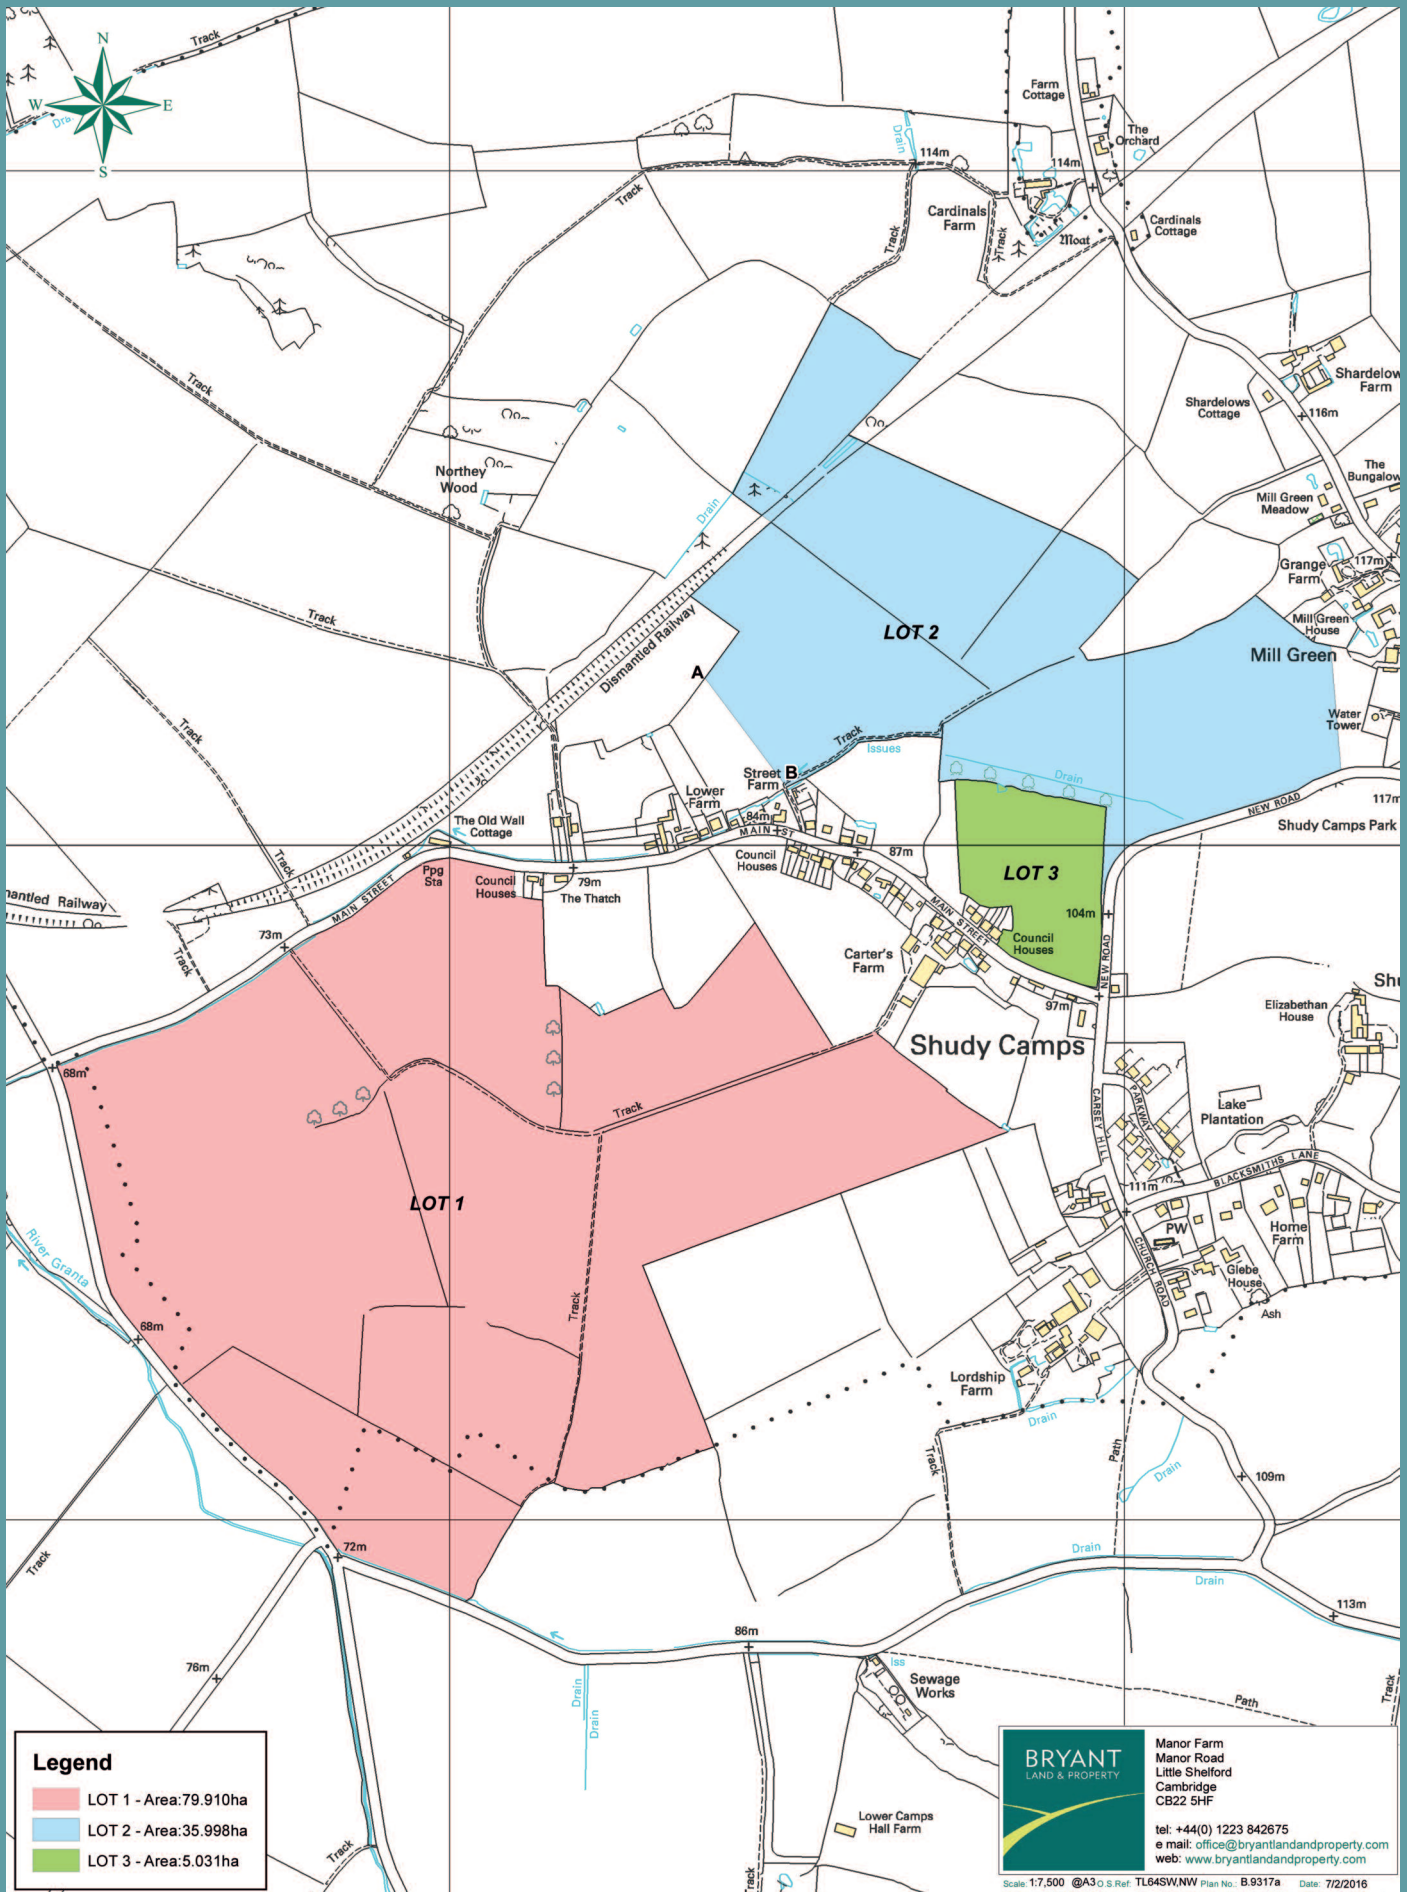 N
W
E
S
Track
Dra
Farm
Cottage
The
Orchard
Drain
114m
114m
Track
Cardinals
Farm
Track
Track
Moat
Cardinals
Cottage
Track
Shardelow
Farm
Shardelows
Cottage
116m
The
Bungalow
Northey
Wood
Drain
Mill Green
Meadow
117m
Grange
Farm
Track
Mill Green
House
LOT 2
Mill Green
Dismantled Railway
A
Track
Water
Tower
Track
Issues
Street
Farm
B
Drain
Lower
Farm
117m
NEW ROAD
The Old Wall
Cottage
84m
MAIN ST
Shudy Camps Park
Council
Houses
87m
Ppg
Sta
Council
Houses
79m
The Thatch
LOT 3
Track
mantled Railway
MAIN STREET
73m
MAIN STREET
104m
Council
Houses
NEW ROAD
Track
Carter's
Farm
97m
Shu
Elizabethan
House
Shudy Camps
68m
Track
CARSEY HILL
PARKWAY
Lake
Plantation
BLACKSMITHS LANE
111m
LOT 1
PW
Home
Farm
River Granta
CHURCH ROAD
Glebe
House
Ash
Track
68m
Lordship
Farm
Drain
Track
Path
Drain
109m
72m
Track
Drain
Drain
113m
86m
Iss
Sewage
Works
76m
Drain
Drain
Path
Track
Legend
LOT 1 - Area:79.910ha
LOT 2 - Area:35.998ha
LOT 3 - Area:5.031ha
Track
Lower Camps
Hall Farm
rack
BRYANT
LAND & PROPERTY
Manor Farm
Manor Road
Little Shelford
Cambridge
CB22 5HF
tel: +44(0) 1223 842675
e mail: office@bryantlandandproperty.com
web: www.bryantlandandproperty.com
Scale: 1:7,500 @A3 O.S.Ref: TL64SW,NW Plan No.: B.9317a Date: 7/2/2016